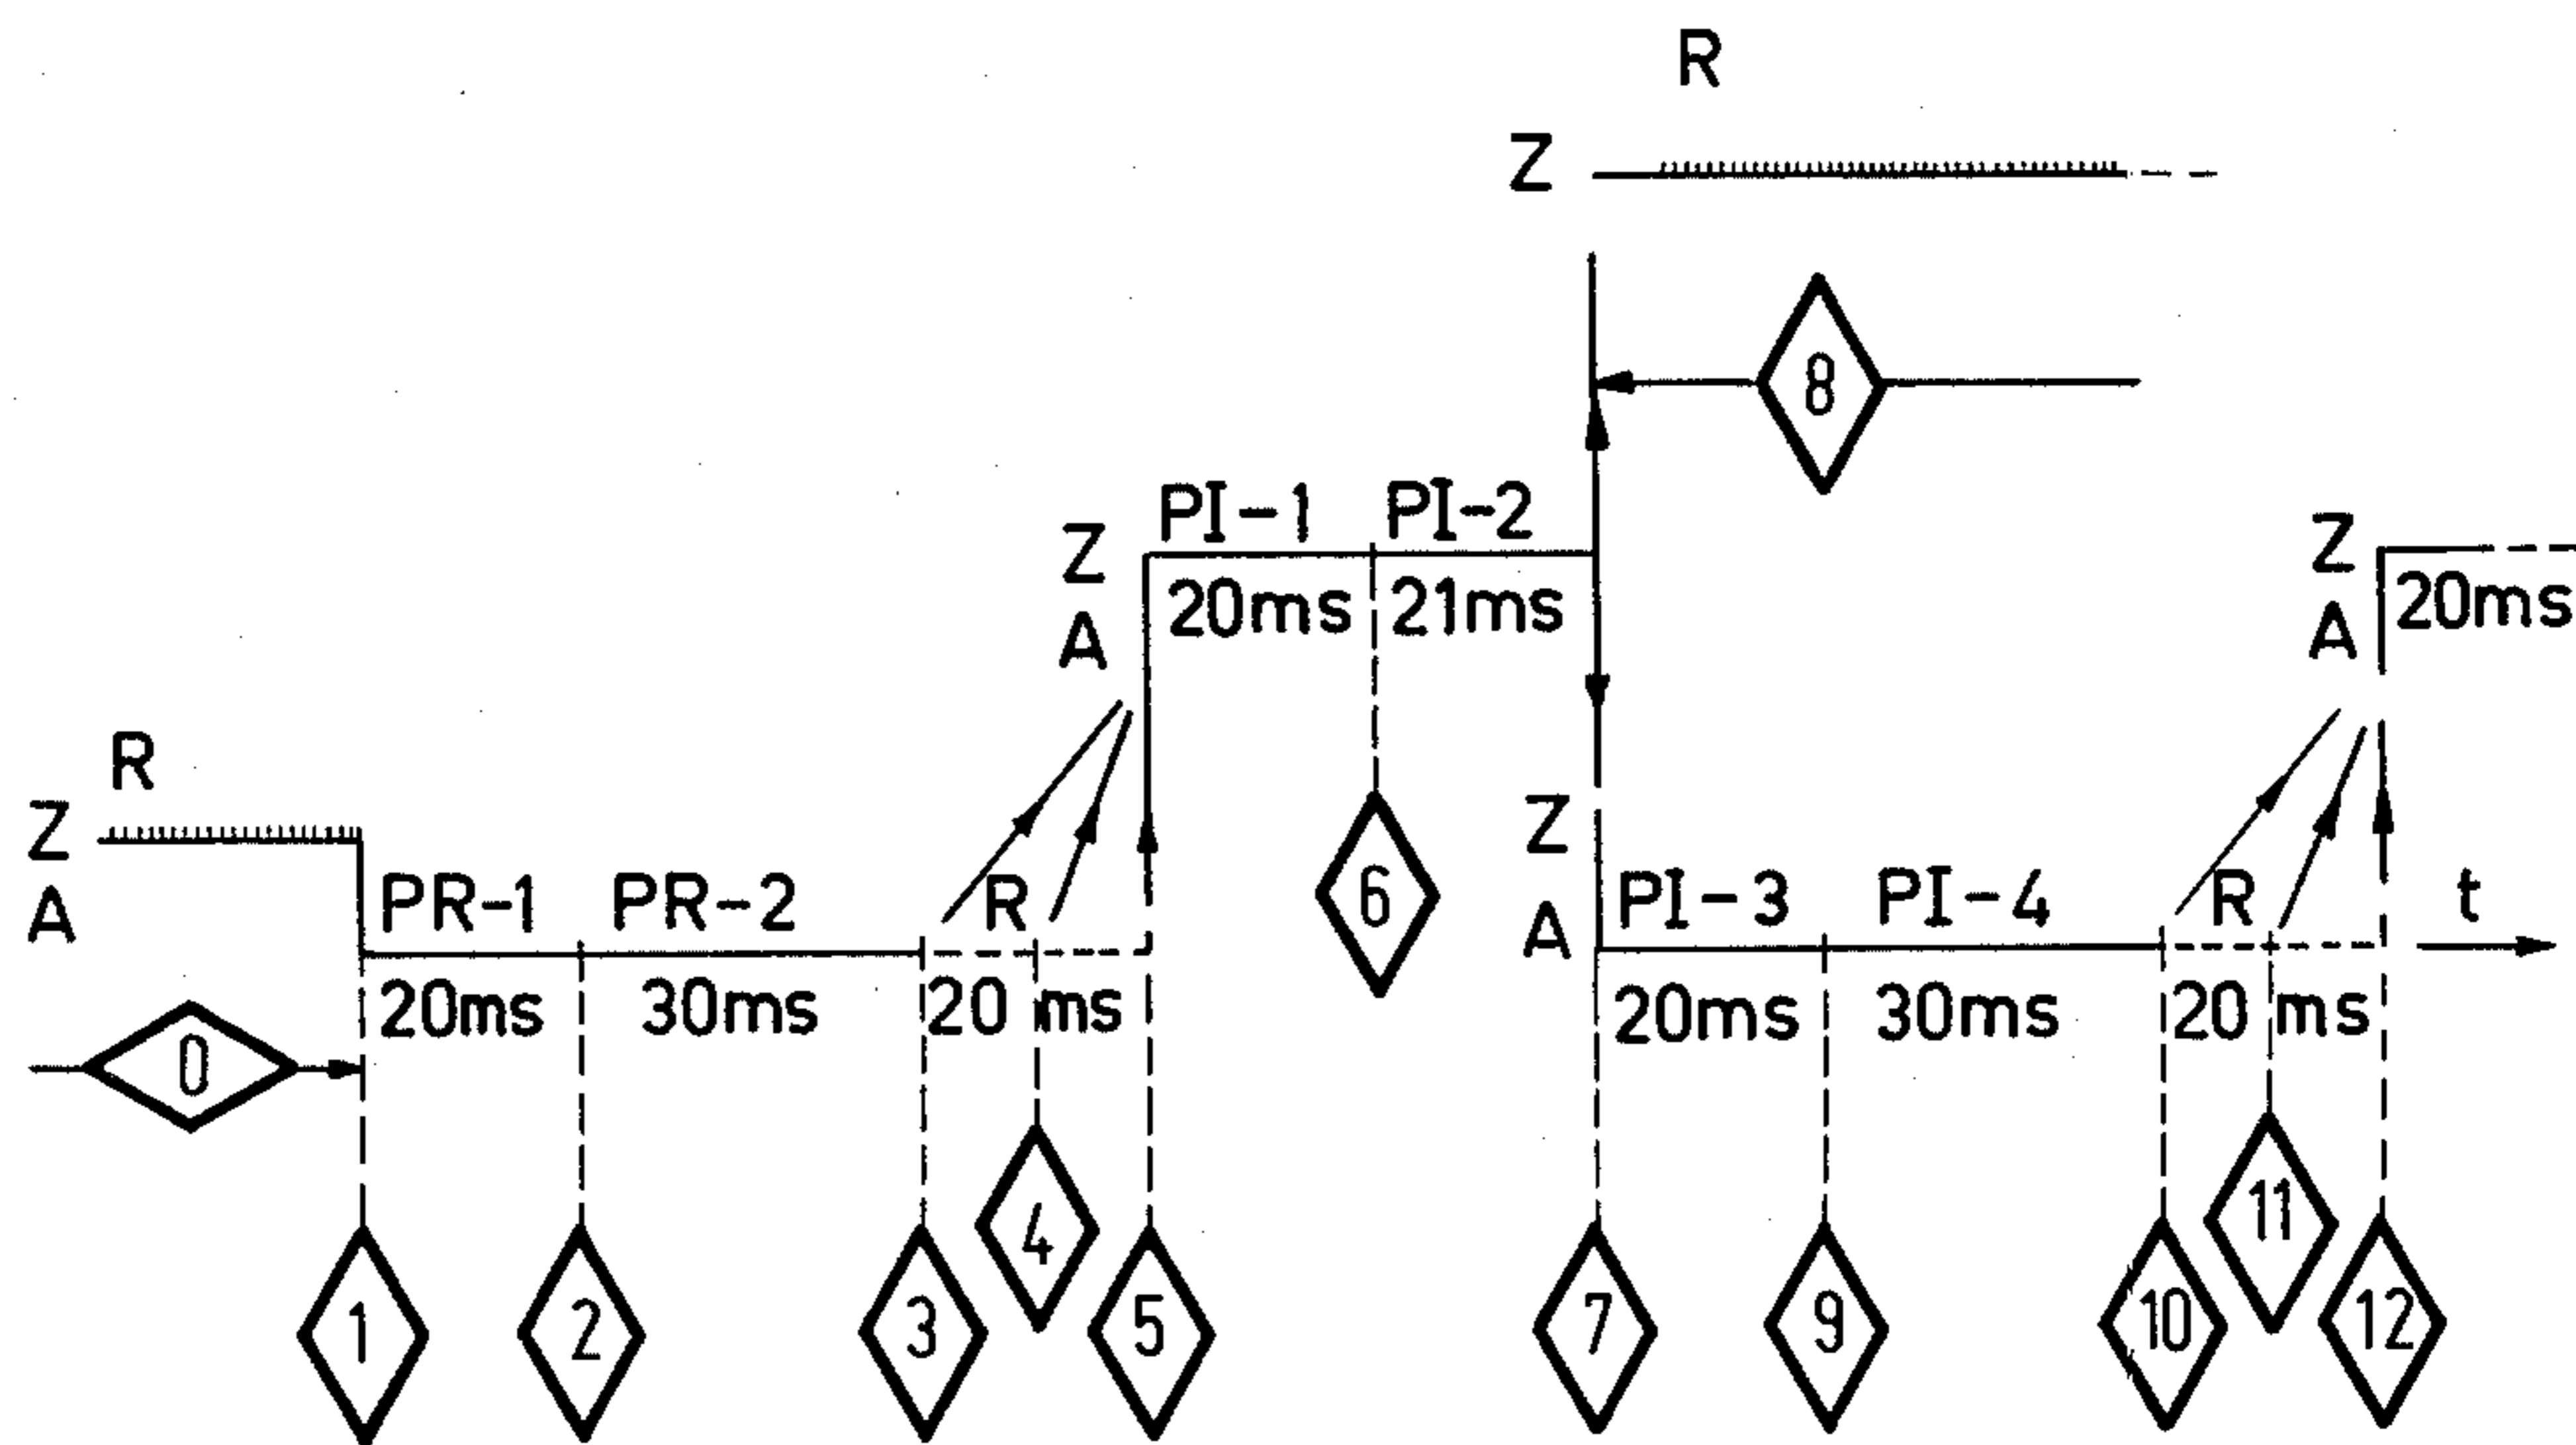 R
Z
8
Z PI-1 PI-2 Z
A 20ms 21ms A 20ms
R
Z Z
A PR-1 PR-2 R 6 A PI-3 PI-4 R t
20ms 30ms 20 ms 20ms 30ms 20 ms
0
4 11
1 2 3 5 7 9 10 12